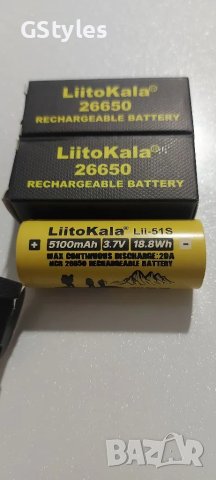 GStyles
LiitoKala®
26650
RECHARGEABLE BATTERY
LiitoKala®
26650
RECHARGEABLE BATTERY
LiitoKala® Lii-51S
+ 5100mAh 3.7V 18.8Wh -
MAX CONTINUOUS DISCHARGE:20A
NCR 26650 RECHARGEABLE BATTERY
BAZAR